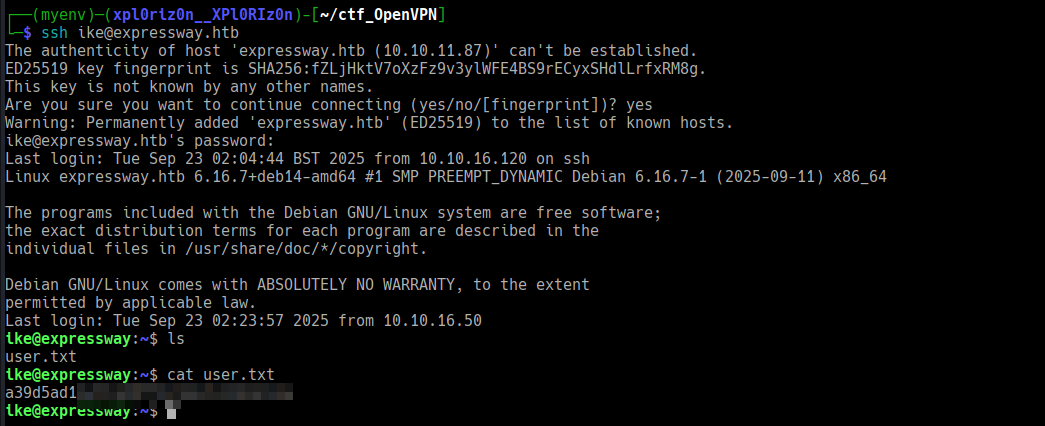 ┌──(myenv)─(xpl0riz0n__XPl0RIz0n)-[~/ctf_OpenVPN]
└─$ ssh ike@expressway.htb
The authenticity of host 'expressway.htb (10.10.11.87)' can't be established.
ED25519 key fingerprint is SHA256:fZLjHktV7oXzFz9v3ylWFE4BS9rECyxSHdlLrfxRM8g.
This key is not known by any other names.
Are you sure you want to continue connecting (yes/no/[fingerprint])? yes
Warning: Permanently added 'expressway.htb' (ED25519) to the list of known hosts.
ike@expressway.htb's password:
Last login: Tue Sep 23 02:04:44 BST 2025 from 10.10.16.120 on ssh
Linux expressway.htb 6.16.7+deb14-amd64 #1 SMP PREEMPT_DYNAMIC Debian 6.16.7-1 (2025-09-11) x86_64
The programs included with the Debian GNU/Linux system are free software;
the exact distribution terms for each program are described in the
individual files in /usr/share/doc/*/copyright.
Debian GNU/Linux comes with ABSOLUTELY NO WARRANTY, to the extent
permitted by applicable law.
Last login: Tue Sep 23 02:23:57 2025 from 10.10.16.50
ike@expressway:~$ ls
user.txt
ike@expressway:~$ cat user.txt
a39d5ad1
ike@expressway:~$